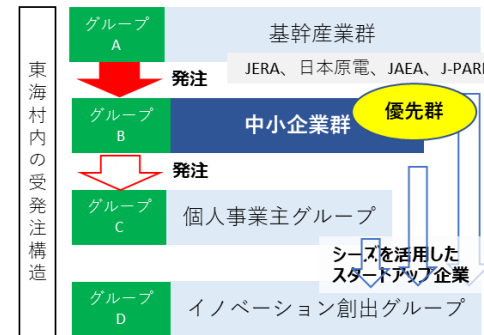 東海村内の受発注構造
グループ
A
基幹産業群
発注
JERA、日本原電、JAEA、J-PAR
グループ
B
中小企業群
優先群
発注
グループ
C
個人事業主グループ
シーズを活用した
スタートアップ企業
グループ
D
イノベーション創出グループ